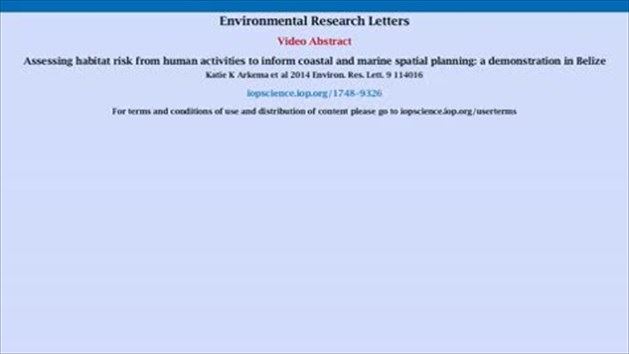 Environmental Research Letters
Video Abstract
Assessing habitat risk from human activities to inform coastal and marine spatial planning: a demonstration in Belize
Katie K Arkema et al 2014 Environ. Res. Lett. 9 114016
iopscience.iop.org/1748-9326
For terms and conditions of use and distribution of content please go to iopscience.iop.org/userterms